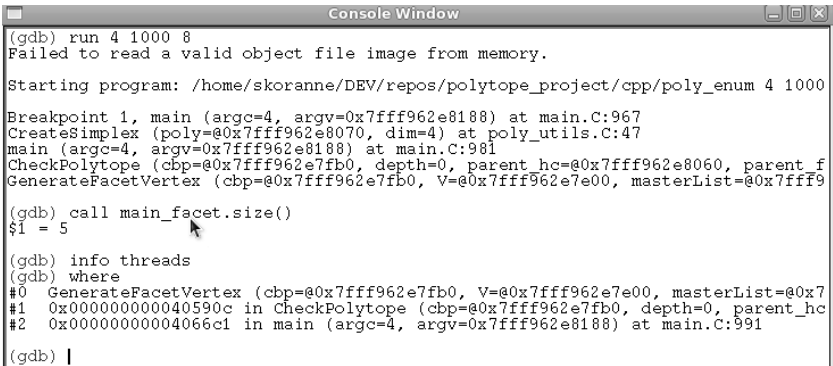 Console Window
(gdb) run 4 1000 8
Failed to read a valid object file image from memory.
Starting program: /home/skoranne/DEV/repos/polytope_project/cpp/poly_enum 4 1000
Breakpoint 1, main (argc=4, argv=0x7fff962e8188) at main.C:967
CreateSimplex (poly=@0x7fff962e8070, dim=4) at poly_utils.C:47
main (argc=4, argv=0x7fff962e8188) at main.C:981
CheckPolytope (cbp=@0x7fff962e7fb0, depth=0, parent_hc=@0x7fff962e8060, parent_f
GenerateFacetVertex (cbp=@0x7fff962e7fb0, V=@0x7fff962e7e00, masterList=@0x7fff9
(gdb) call main_facet.size()
$1 = 5
(gdb) info threads
(gdb) where
#0 GenerateFacetVertex (cbp=@0x7fff962e7fb0, V=@0x7fff962e7e00, masterList=@0x7
#1 0x000000000040590c in CheckPolytope (cbp=@0x7fff962e7fb0, depth=0, parent_hc
#2 0x00000000004066c1 in main (argc=4, argv=0x7fff962e8188) at main.C:991
(gdb)